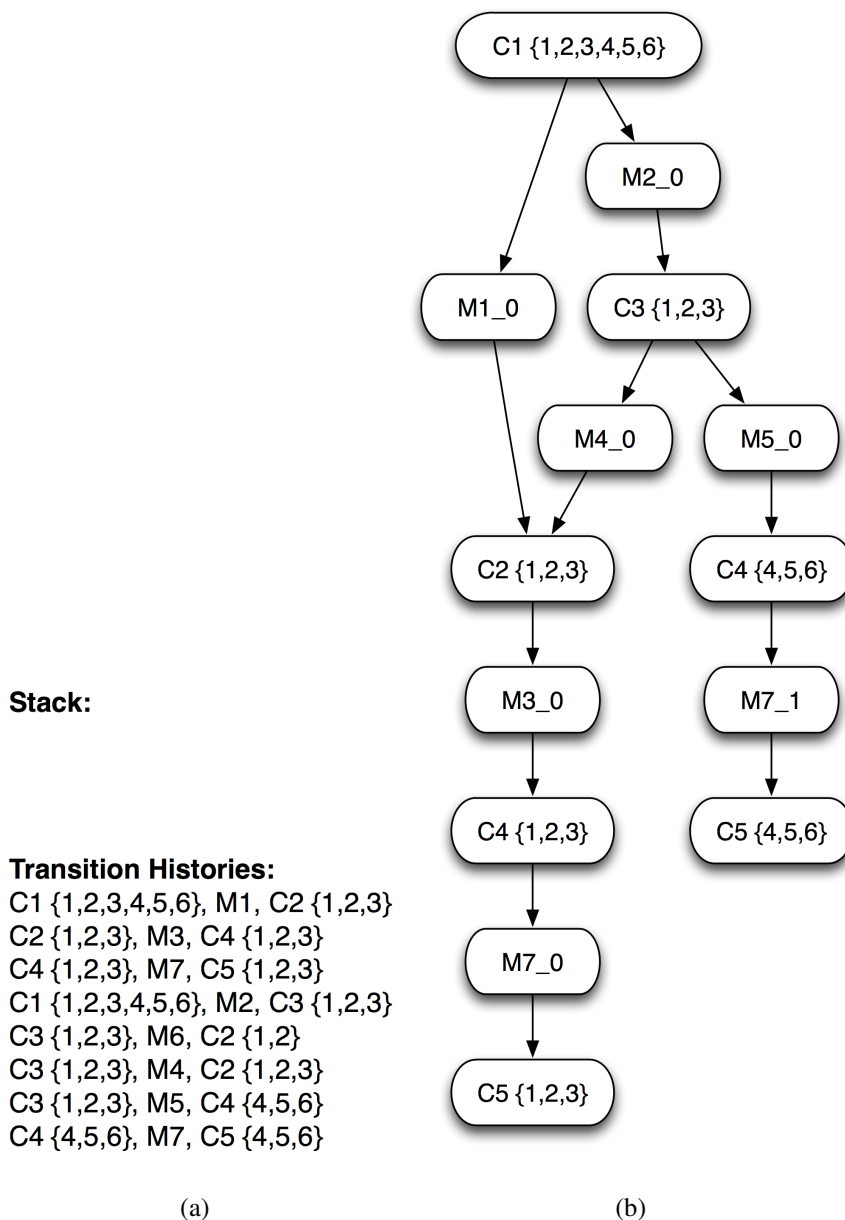 C1 {1,2,3,4,5,6}
M2_0
M1_0
C3 {1,2,3}
M4_0
M5_0
C2 {1,2,3}
C4 {4,5,6}
Stack:
M3_0
M7_1
C4 {1,2,3}
C5 {4,5,6}
Transition Histories:
C1 {1,2,3,4,5,6}, M1, C2 {1,2,3}
C2 {1,2,3}, M3, C4 {1,2,3}
C4 {1,2,3}, M7, C5 {1,2,3}
C1 {1,2,3,4,5,6}, M2, C3 {1,2,3}
C3 {1,2,3}, M6, C2 {1,2}
C3 {1,2,3}, M4, C2 {1,2,3}
C3 {1,2,3}, M5, C4 {4,5,6}
C4 {4,5,6}, M7, C5 {4,5,6}
M7_0
C5 {1,2,3}
(a)
(b)